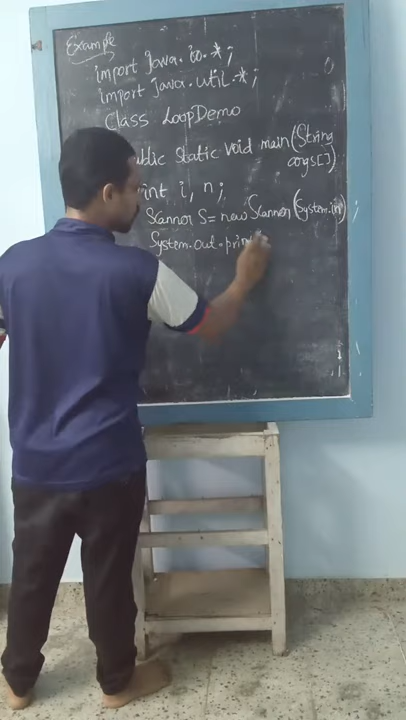 Example
import java.io.*;
import java.util.*;
Class LoopDemo
blic static void main(String
args[])
int i, n;
Scanner S = new Scanner(System.in);
System.out.print